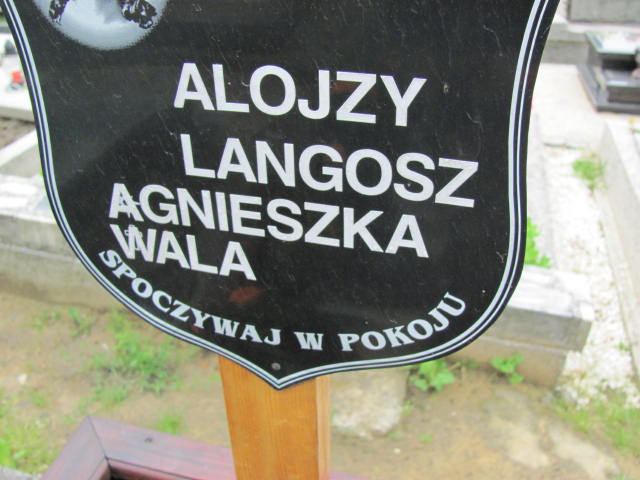 ALOJZY
LANGOSZ
AGNIESZKA
WALA
SPOCZYWAJ W POKOJU